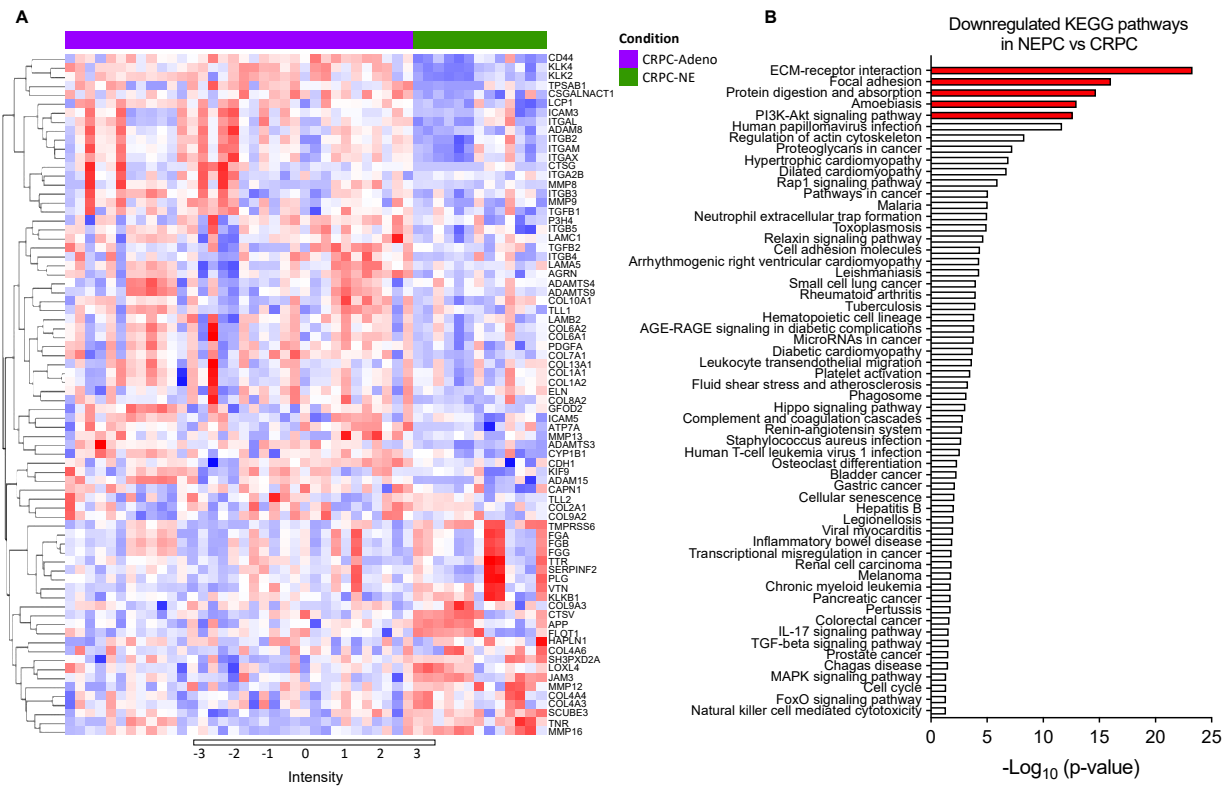 A
Condition
CRPC-Adeno
CRPC-NE
CD44
KLK4
KLK2
TPSAB1
CSGALNACT1
LCP1
ICAM3
ITGAL
ADAM8
ITGB2
ITGAM
ITGAX
CTSG
ITGA2B
MMP8
ITGB3
MMP9
TGFB1
P3H4
ITGB5
LAMC1
TGFB2
ITGB4
LAMA5
AGRN
ADAMTS4
ADAMTS9
COL10A1
TLL1
LAMB2
COL6A2
COL6A1
PDGFA
COL7A1
COL13A1
COL1A1
COL1A2
ELN
COL8A2
GFOD2
ICAM5
ATP7A
MMP13
ADAMTS3
CYP1B1
CDH1
KIF9
ADAM15
CAPN1
TLL2
COL2A1
COL9A2
TMPRSS6
FGA
FGB
FGG
TTR
SERPINF2
PLG
VTN
KLKB1
COL9A3
CTSV
APP
FLOT1
HAPLN1
COL4A6
SH3PXD2A
LOXL4
JAM3
MMP12
COL4A4
COL4A3
SCUBE3
TNR
MMP16
-3 -2 -1 0 1 2 3
Intensity
B
Downregulated KEGG pathways
in NEPC vs CRPC
ECM-receptor interaction
Focal adhesion
Protein digestion and absorption
Amoebiasis
PI3K-Akt signaling pathway
Human papillomavirus infection
Regulation of actin cytoskeleton
Proteoglycans in cancer
Hypertrophic cardiomyopathy
Dilated cardiomyopathy
Rap1 signaling pathway
Pathways in cancer
Malaria
Neutrophil extracellular trap formation
Toxoplasmosis
Relaxin signaling pathway
Cell adhesion molecules
Arrhythmogenic right ventricular cardiomyopathy
Leishmaniasis
Small cell lung cancer
Rheumatoid arthritis
Tuberculosis
Hematopoietic cell lineage
AGE-RAGE signaling in diabetic complications
MicroRNAs in cancer
Diabetic cardiomyopathy
Leukocyte transendothelial migration
Platelet activation
Fluid shear stress and atherosclerosis
Phagosome
Hippo signaling pathway
Complement and coagulation cascades
Renin-angiotensin system
Staphylococcus aureus infection
Human T-cell leukemia virus 1 infection
Osteoclast differentiation
Bladder cancer
Gastric cancer
Cellular senescence
Hepatitis B
Legionellosis
Viral myocarditis
Inflammatory bowel disease
Transcriptional misregulation in cancer
Renal cell carcinoma
Melanoma
Chronic myeloid leukemia
Pancreatic cancer
Pertussis
Colorectal cancer
IL-17 signaling pathway
TGF-beta signaling pathway
Prostate cancer
Chagas disease
MAPK signaling pathway
Cell cycle
FoxO signaling pathway
Natural killer cell mediated cytotoxicity
0 5 10 15 20 25
-Log10 (p-value)